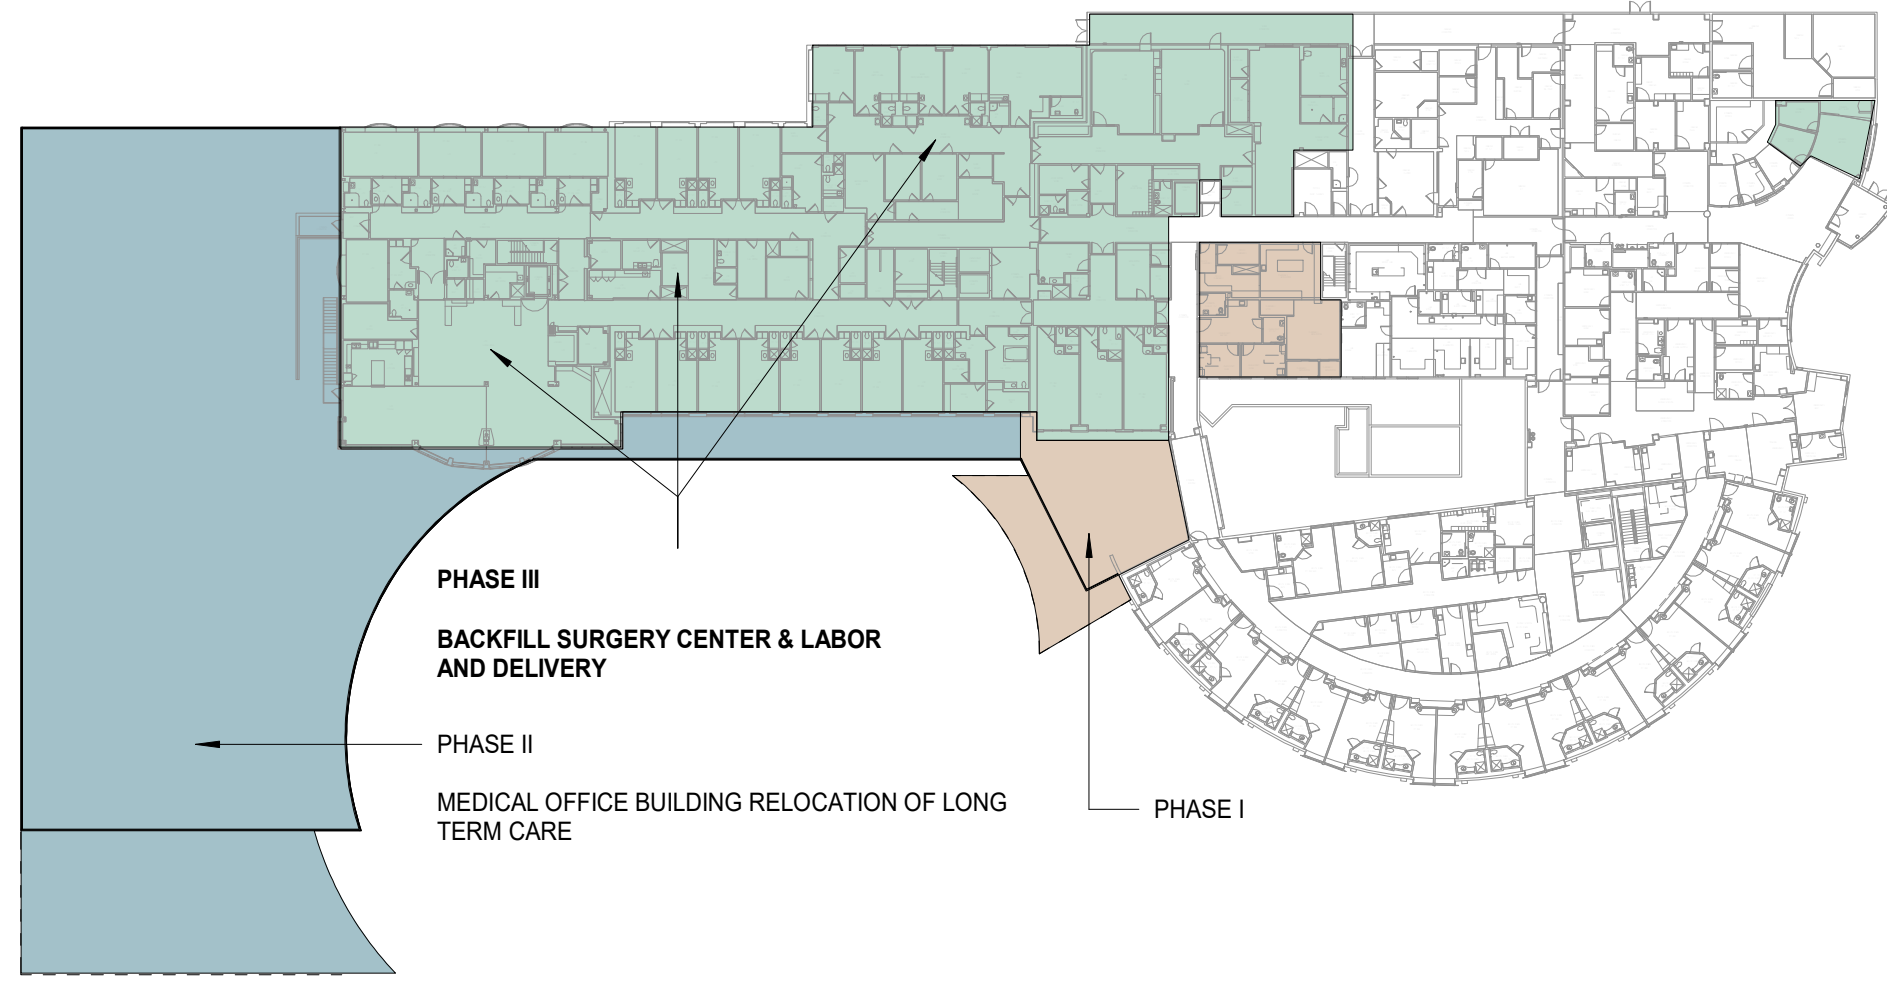 PHASE III
BACKFILL SURGERY CENTER & LABOR
AND DELIVERY
PHASE II
MEDICAL OFFICE BUILDING RELOCATION OF LONG
TERM CARE
PHASE I